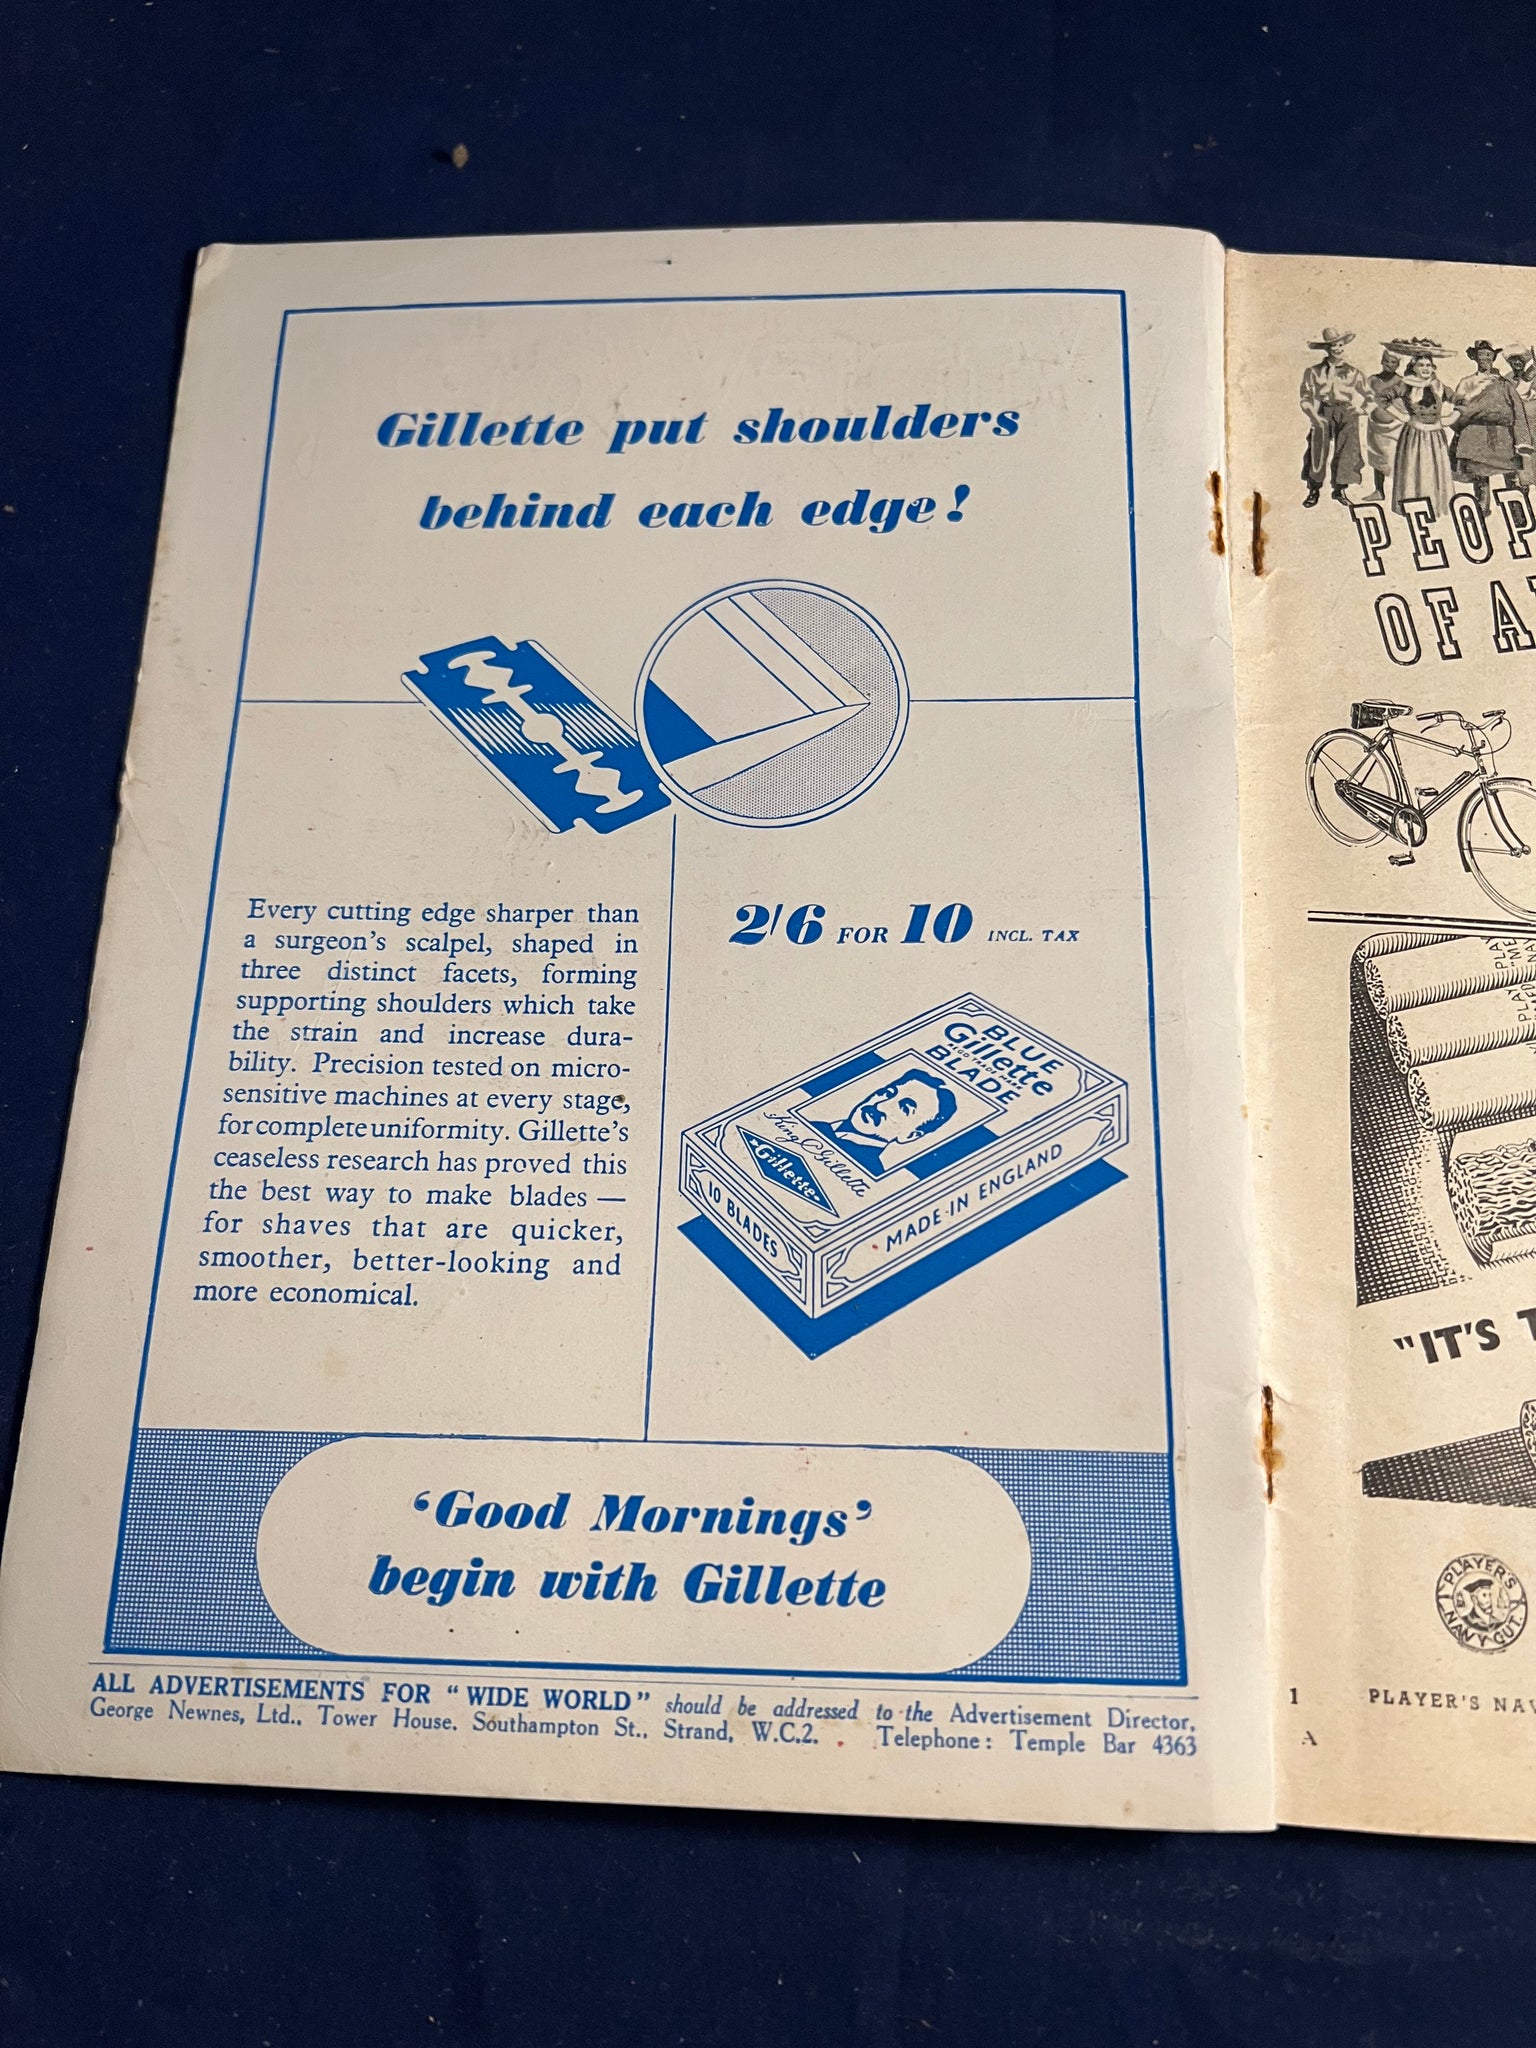 Gillette put shoulders
behind each edge!
Every cutting edge sharper than
a surgeon's scalpel, shaped in
three distinct facets, forming
supporting shoulders which take
the strain and increase dura-
bility. Precision tested on micro-
sensitive machines at every stage,
for complete uniformity. Gillette's
ceaseless research has proved this
the best way to make blades —
for shaves that are quicker,
smoother, better-looking and
more economical.
2/6 FOR 10 INCL. TAX
BLUE
Gillette
REGD TRADE MARK
BLADE
King C Gillette
Gillette
10 BLADES
MADE IN ENGLAND
'Good Mornings'
begin with Gillette
ALL ADVERTISEMENTS FOR "WIDE WORLD" should be addressed to the Advertisement Director,
George Newnes, Ltd., Tower House, Southampton St., Strand, W.C.2. Telephone: Temple Bar 4363
PEOP
OF A
"IT'S T
PLAYER'S
NAVY CUT
1
PLAYER'S NAV
A